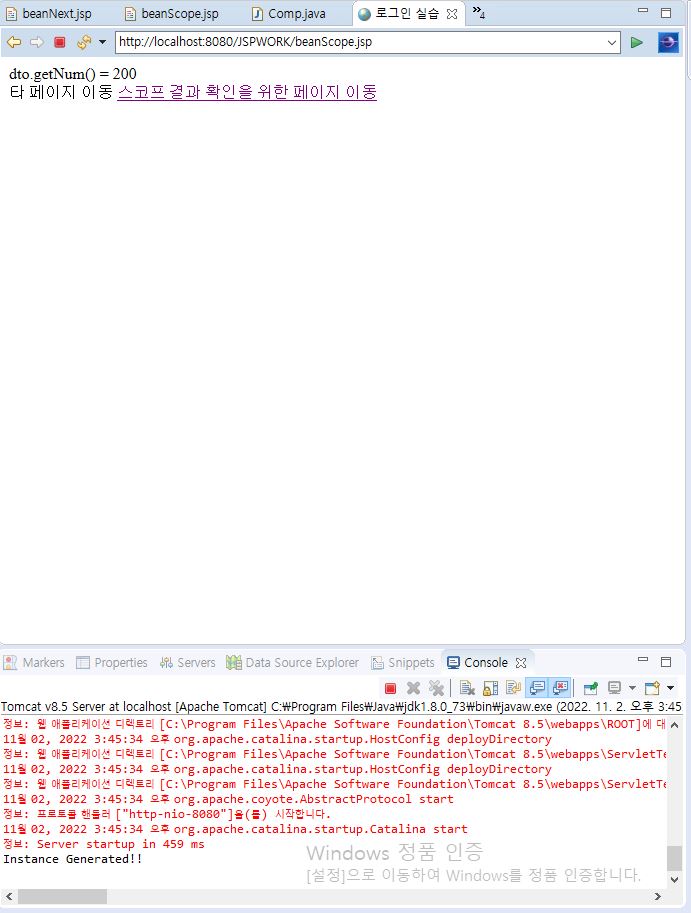 beanNext.jsp beanScope.jsp Comp.java 로그인 실습 »4
http://localhost:8080/JSPWORK/beanScope.jsp
dto.getNum() = 200
타 페이지 이동 스코프 결과 확인을 위한 페이지 이동
Markers Properties Servers Data Source Explorer Snippets Console
Tomcat v8.5 Server at localhost [Apache Tomcat] C:₩Program Files₩Java₩jdk1.8.0_73₩bin₩javaw.exe (2022. 11. 2. 오후 3:45
정보: 웹 애플리케이션 디렉토리 [C:\Program Files\Apache Software Foundation\Tomcat 8.5\webapps\ROOT]에 대
11월 02, 2022 3:45:34 오후 org.apache.catalina.startup.HostConfig deployDirectory
정보: 웹 애플리케이션 디렉토리 [C:\Program Files\Apache Software Foundation\Tomcat 8.5\webapps\ServletTe
11월 02, 2022 3:45:34 오후 org.apache.catalina.startup.HostConfig deployDirectory
정보: 웹 애플리케이션 디렉토리 [C:\Program Files\Apache Software Foundation\Tomcat 8.5\webapps\ServletTe
11월 02, 2022 3:45:34 오후 org.apache.coyote.AbstractProtocol start
정보: 프로토콜 핸들러 ["http-nio-8080"]을(를) 시작합니다.
11월 02, 2022 3:45:34 오후 org.apache.catalina.startup.Catalina start
정보: Server startup in 459 ms
Instance Generated!!
Windows 정품 인증
[설정]으로 이동하여 Windows를 정품 인증합니다.